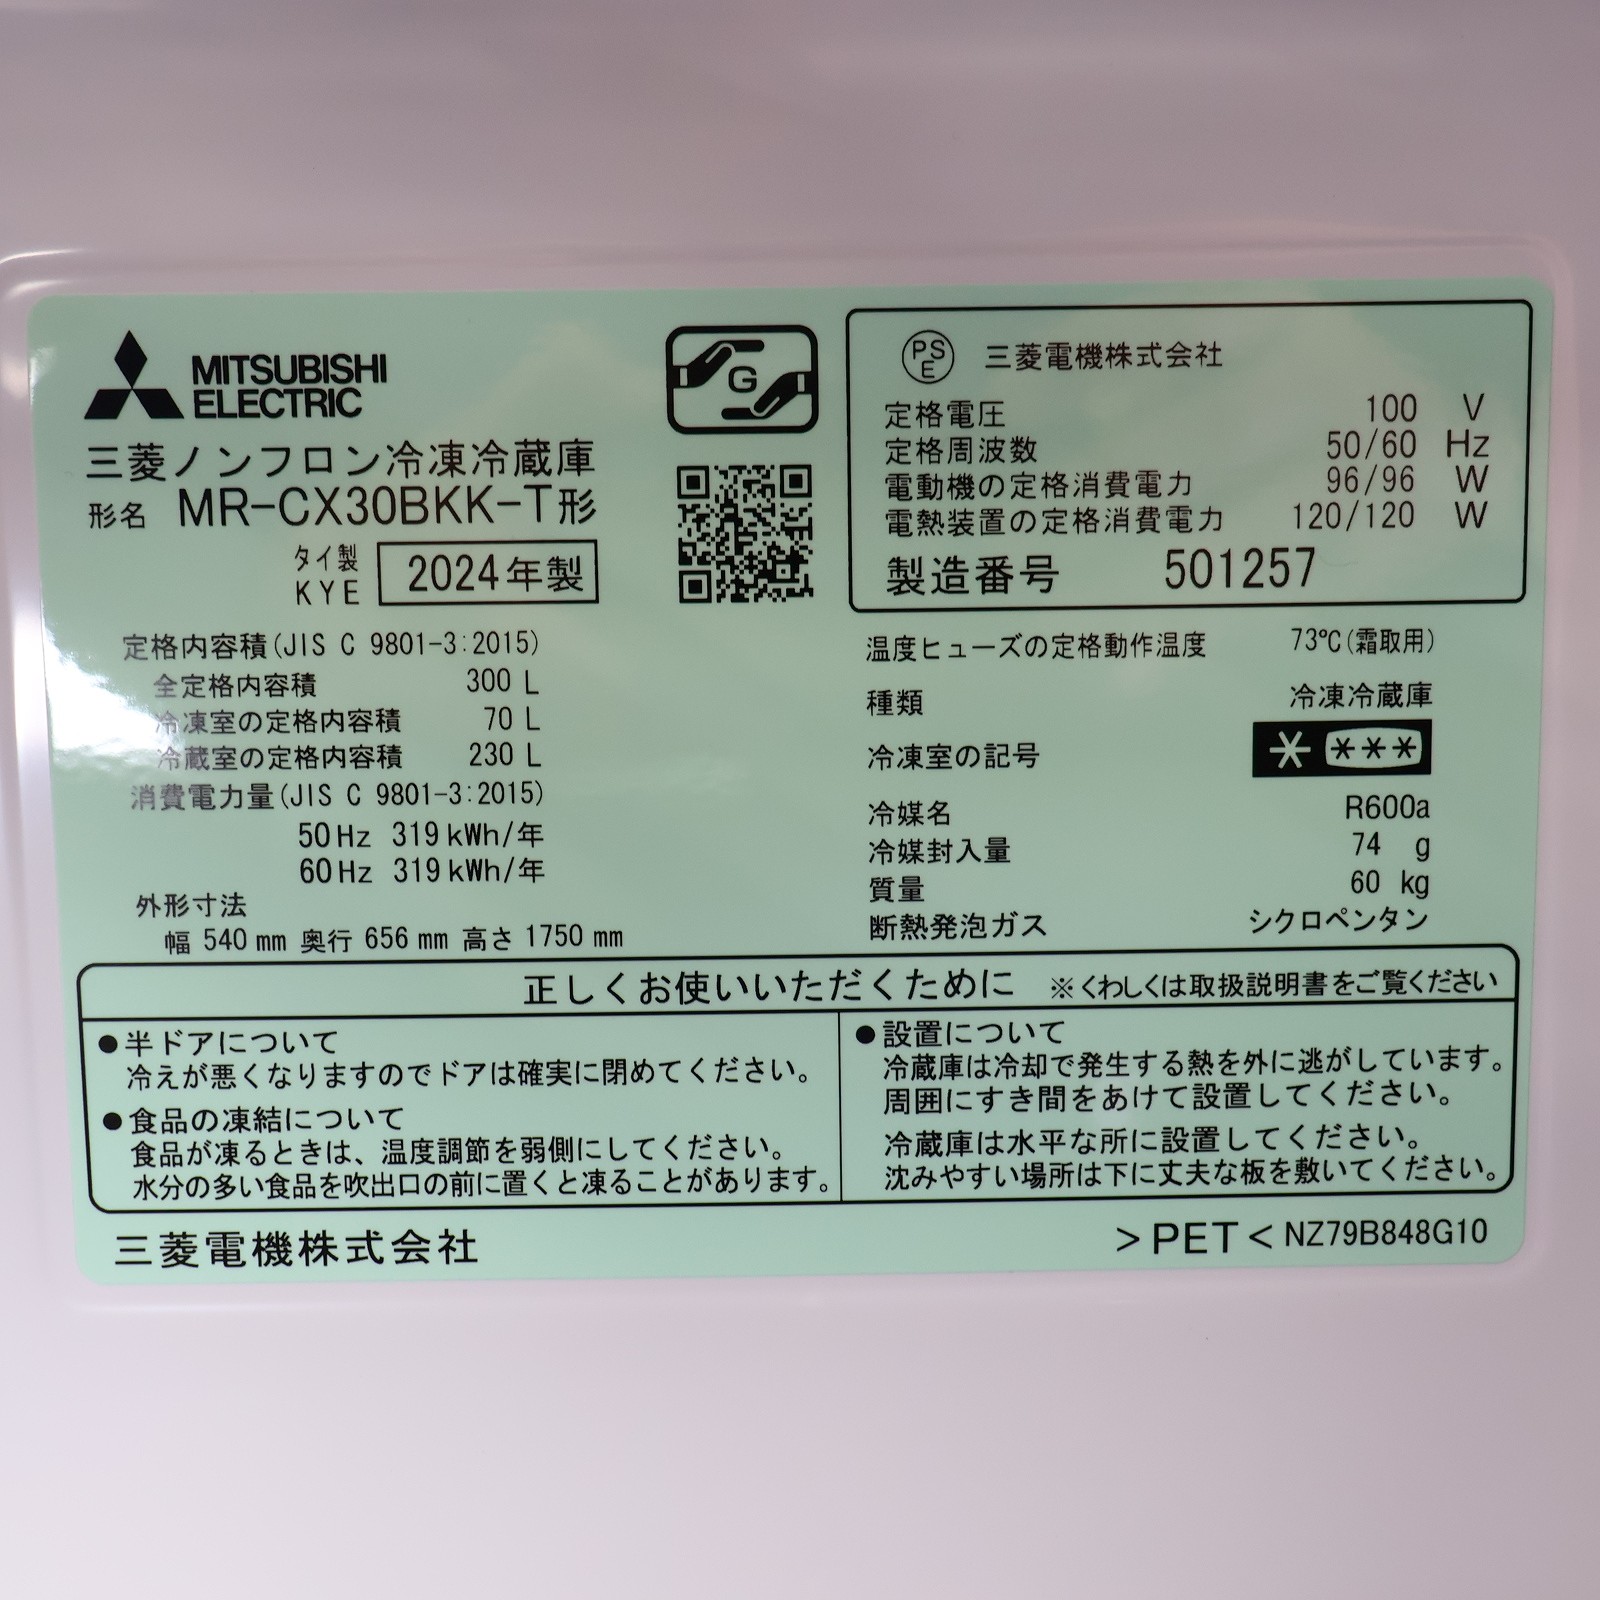 MITSUBISHI
ELECTRIC
三菱ノンフロン冷凍冷蔵庫
形名 MR-CX30BKK-T形
タイ製
KYE 2024年製
G
定格内容積(JIS C 9801-3:2015)
全定格内容積 300 L
冷凍室の定格内容積 70 L
冷蔵室の定格内容積 230 L
消費電力量(JIS C 9801-3:2015)
50Hz 319kWh/年
60Hz 319kWh/年
外形寸法
幅 540mm 奥行 656mm 高さ 1750mm
PSE 三菱電機株式会社
定格電圧 100 V
定格周波数 50/60 Hz
電動機の定格消費電力 96/96 W
電熱装置の定格消費電力 120/120 W
製造番号 501257
温度ヒューズの定格動作温度 73℃(霜取用)
種類 冷凍冷蔵庫
冷凍室の記号 * ***
冷媒名 R600a
冷媒封入量 74 g
質量 60 kg
断熱発泡ガス シクロペンタン
正しくお使いいただくために ※くわしくは取扱説明書をご覧ください
●半ドアについて
冷えが悪くなりますのでドアは確実に閉めてください。
●食品の凍結について
食品が凍るときは、温度調節を弱側にしてください。
水分の多い食品を吹出口の前に置くと凍ることがあります。
●設置について
冷蔵庫は冷却で発生する熱を外に逃がしています。
周囲にすき間をあけて設置してください。
冷蔵庫は水平な所に設置してください。
沈みやすい場所は下に丈夫な板を敷いてください。
三菱電機株式会社
>PET< NZ79B848G10